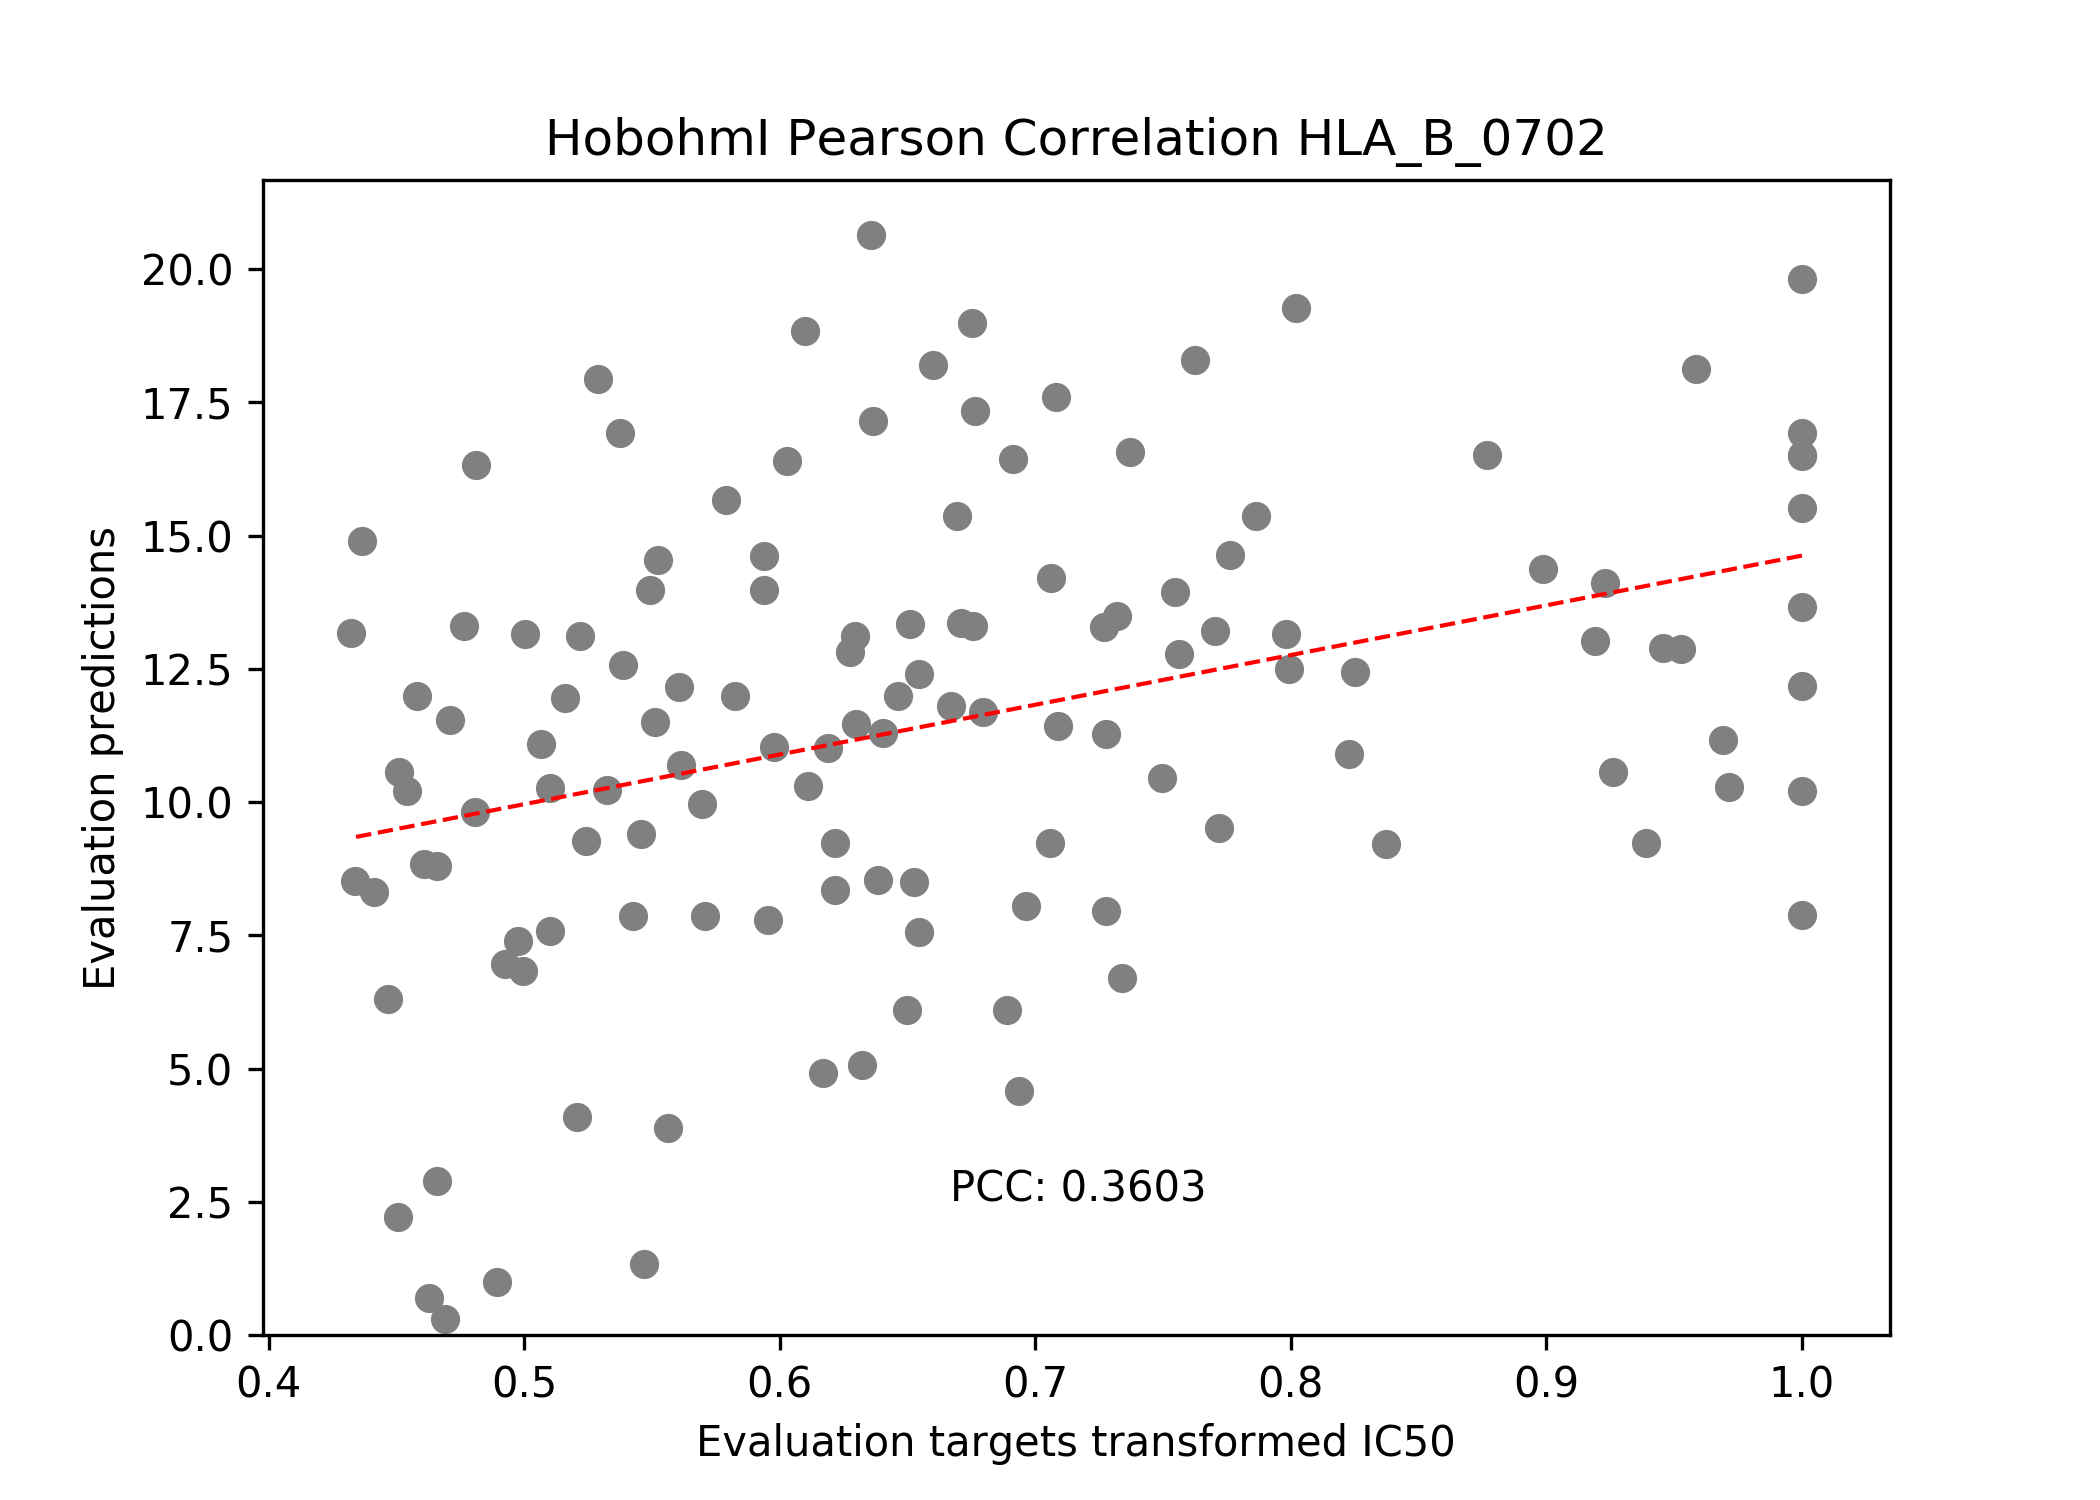 HobohmI Pearson Correlation HLA_B_0702
Evaluation predictions
20.0
17.5
15.0
12.5
10.0
7.5
5.0
2.5
0.0
PCC: 0.3603
0.4 0.5 0.6 0.7 0.8 0.9 1.0
Evaluation targets transformed IC50